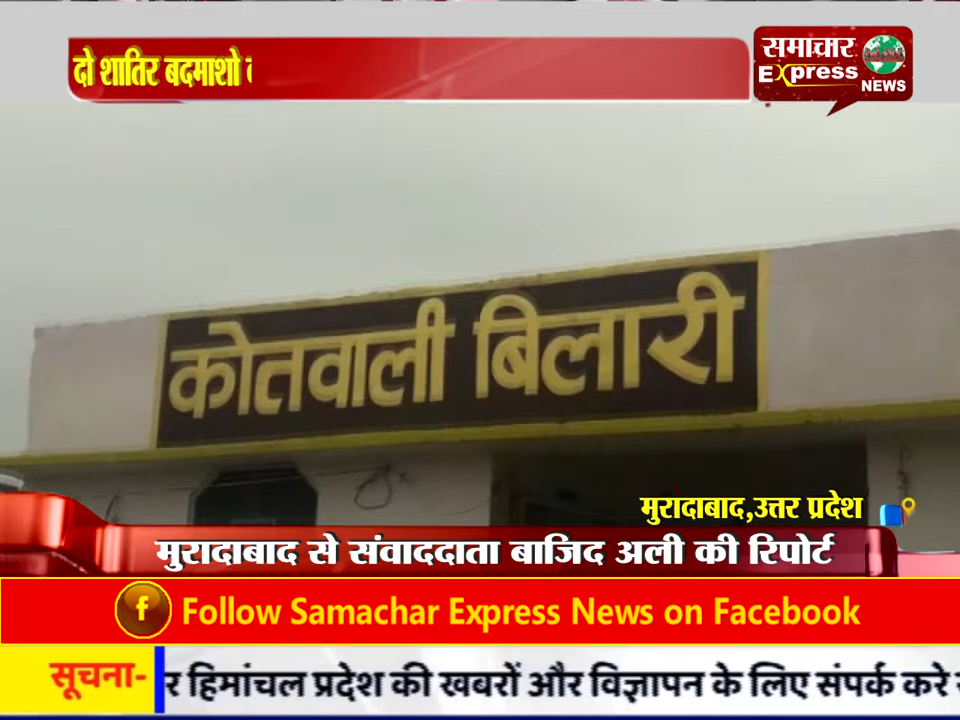 दो शातिर बदमाशो
समाचार
Express
NEWS
कोतवाली बिलारी
मुरादाबाद,उत्तर प्रदेश
मुरादाबाद से संवाददाता बाजिद अली की रिपोर्ट
f Follow Samachar Express News on Facebook
सूचना- र हिमांचल प्रदेश की खबरों और विज्ञापन के लिए संपर्क करे